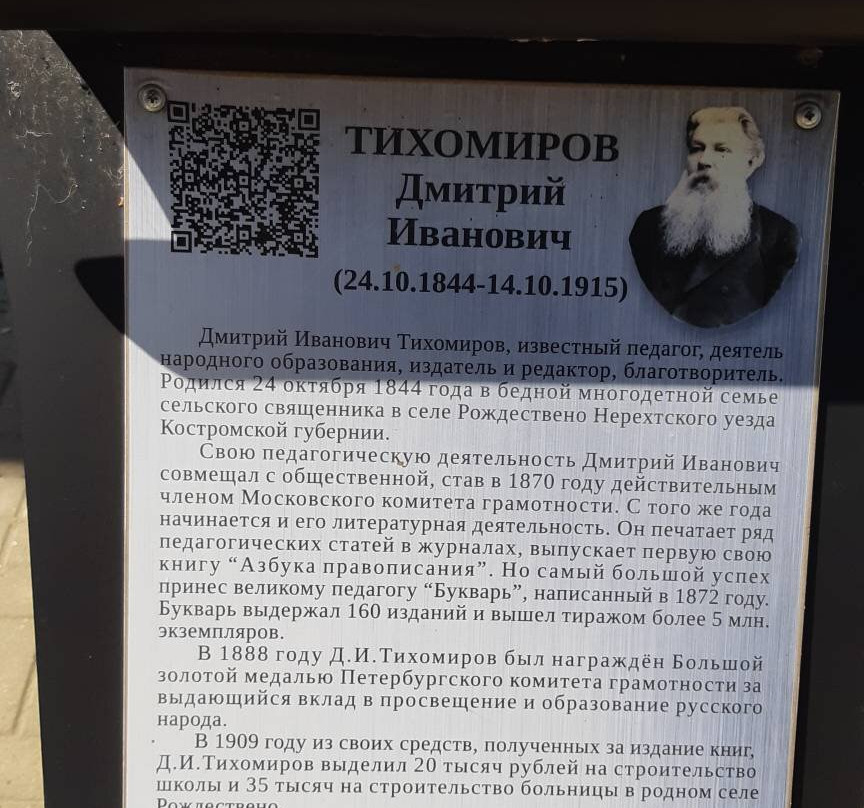 ТИХОМИРОВ
Дмитрий
Иванович
(24.10.1844-14.10.1915)
Дмитрий Иванович Тихомиров, известный педагог, деятель
народного образования, издатель и редактор, благотворитель.
Родился 24 октября 1844 года в бедной многодетной семье
сельского священника в селе Рождествено Нерехтского уезда
Костромской губернии.
Свою педагогическую деятельность Дмитрий Иванович
совмещал с общественной, став в 1870 году действительным
членом Московского комитета грамотности. С того же года
начинается и его литературная деятельность. Он печатает ряд
педагогических статей в журналах, выпускает первую свою
книгу “Азбука правописания”. Но самый большой успех
принес великому педагогу “Букварь”, написанный в 1872 году.
Букварь выдержал 160 изданий и вышел тиражом более 5 млн.
экземпляров.
В 1888 году Д.И.Тихомиров был награждён Большой
золотой медалью Петербургского комитета грамотности за
выдающийся вклад в просвещение и образование русского
народа.
В 1909 году из своих средств, полученных за издание книг,
Д.И.Тихомиров выделил 20 тысяч рублей на строительство
школы и 35 тысяч на строительство больницы в родном селе
Рождествено.